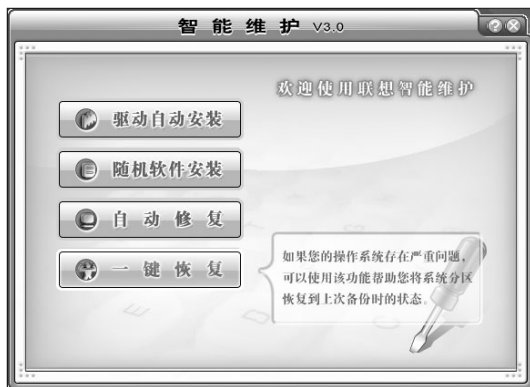 智能维护 V3.0
欢迎使用联想智能维护
驱动自动安装
随机软件安装
自动修复
一键恢复
如果您的操作系统存在严重问题，
可以使用该功能帮助您将系统分区
恢复到上次备份时的状态。